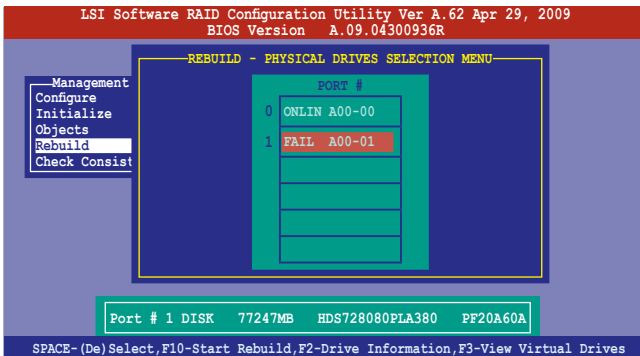 LSI Software RAID Configuration Utility Ver A.62 Apr 29, 2009
BIOS Version A.09.04300936R
REBUILD - PHYSICAL DRIVES SELECTION MENU
Management
Configure
Initialize
Objects
Rebuild
Check Consist
PORT #
0 ONLIN A00-00
1 FAIL A00-01
Port # 1 DISK 77247MB HDS728080PLA380 PF20A60A
SPACE-(De)Select,F10-Start Rebuild,F2-Drive Information,F3-View Virtual Drives